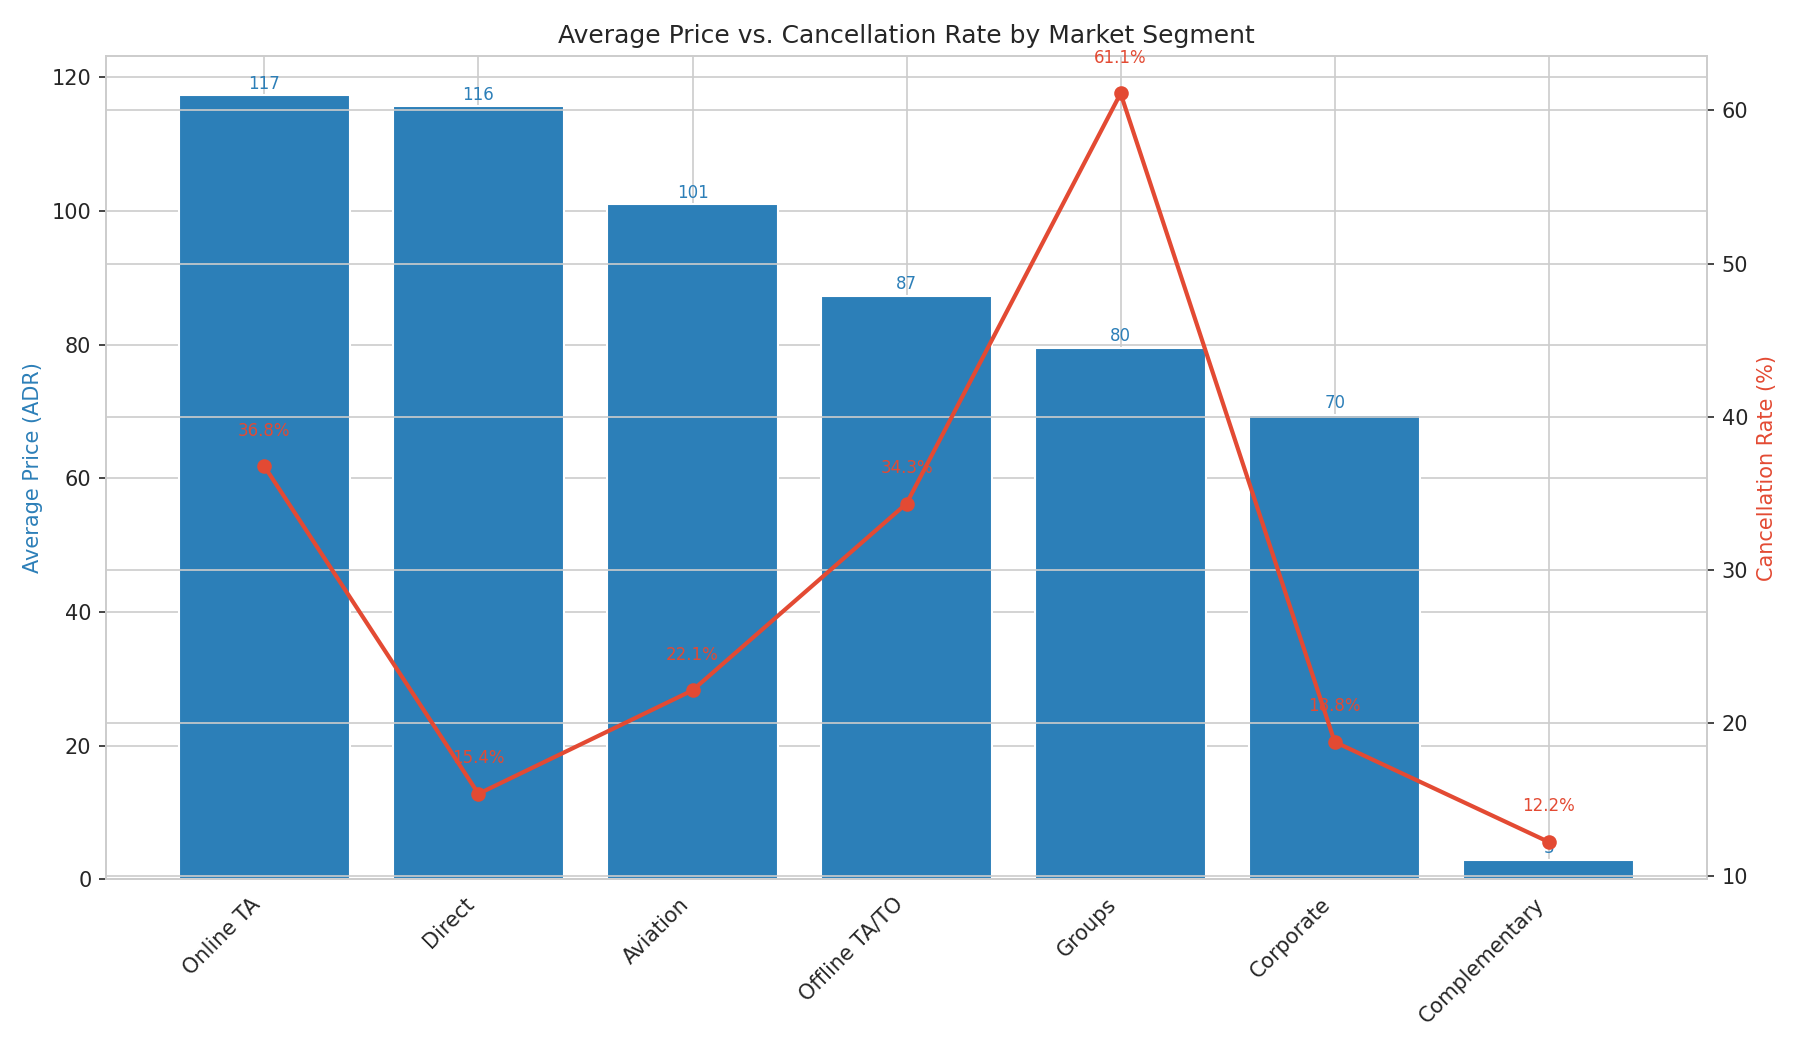 Average Price vs. Cancellation Rate by Market Segment
Average Price (ADR)
Cancellation Rate (%)
120
100
80
60
40
20
0
60
50
40
30
20
10
117
116
101
87
80
70
3
36.8%
15.4%
22.1%
34.3%
61.1%
18.8%
12.2%
Online TA
Direct
Aviation
Offline TA/TO
Groups
Corporate
Complementary